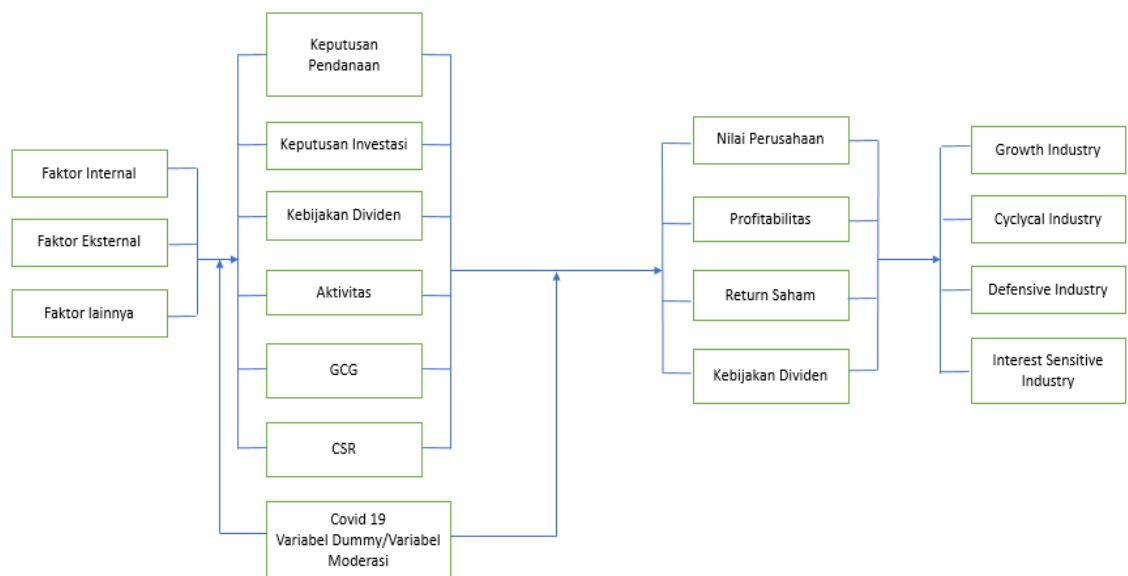 Faktor Internal
Faktor Eksternal
Faktor lainnya
Keputusan
Pendanaan
Keputusan Investasi
Kebijakan Dividen
Aktivitas
GCG
CSR
Covid 19
Variabel Dummy/Variabel
Moderasi
Nilai Perusahaan
Profitabilitas
Return Saham
Kebijakan Dividen
Growth Industry
Cyclycal Industry
Defensive Industry
Interest Sensitive
Industry